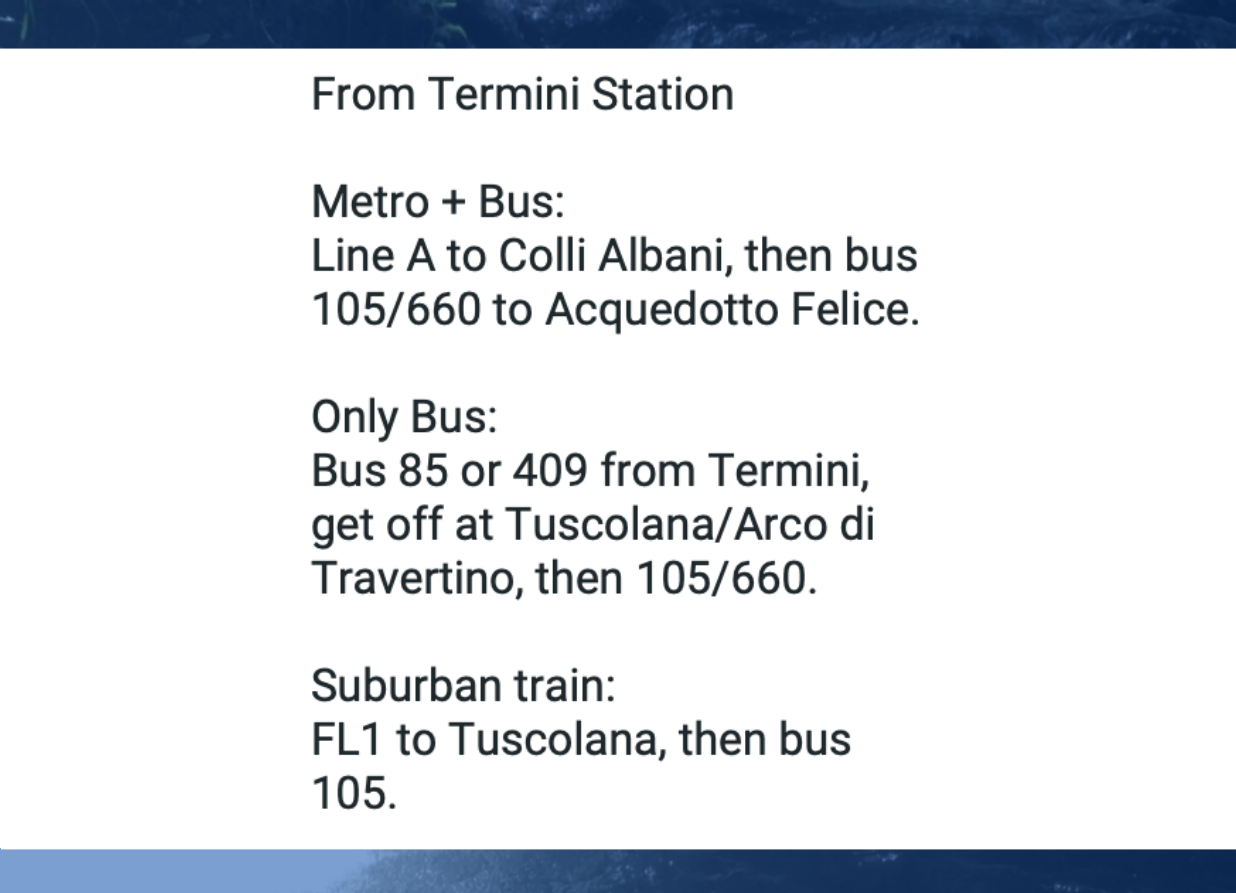 From Termini Station
Metro + Bus:
Line A to Colli Albani, then bus
105/660 to Acquedotto Felice.
Only Bus:
Bus 85 or 409 from Termini,
get off at Tuscolana/Arco di
Travertino, then 105/660.
Suburban train:
FL1 to Tuscolana, then bus
105.